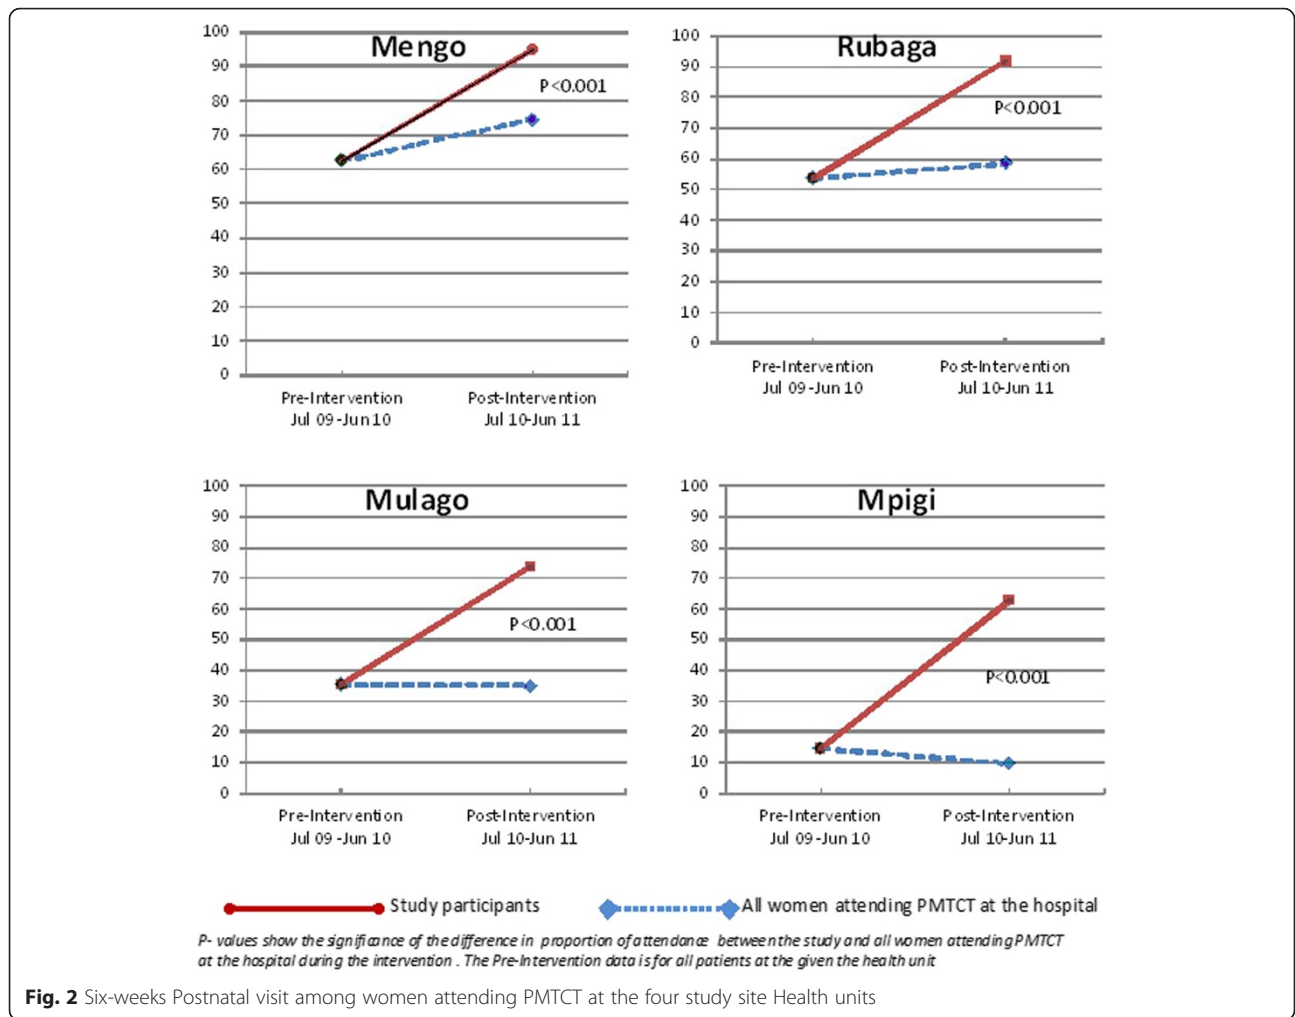 Mengo
100
90
80
70
60
50
40
30
20
10
0
P<0.001
Pre-Intervention
Jul 09 -Jun 10
Post-Intervention
Jul 10-Jun 11
Rubaga
100
90
80
70
60
50
40
30
20
10
0
P<0.001
Pre-Intervention
Jul 09 -Jun 10
Post-Intervention
Jul 10-Jun 11
Mulago
100
90
80
70
60
50
40
30
20
10
0
P<0.001
Pre-Intervention
Jul 09 -Jun 10
Post-Intervention
Jul 10-Jun 11
Mpigi
100
90
80
70
60
50
40
30
20
10
0
P<0.001
Pre-Intervention
Jul 09 -Jun 10
Post-Intervention
Jul 10-Jun 11
Study participants
All women attending PMTCT at the hospital
P- values show the significance of the difference in proportion of attendance between the study and all women attending PMTCT
at the hospital during the intervention . The Pre-Intervention data is for all patients at the given the health unit
Fig. 2 Six-weeks Postnatal visit among women attending PMTCT at the four study site Health units